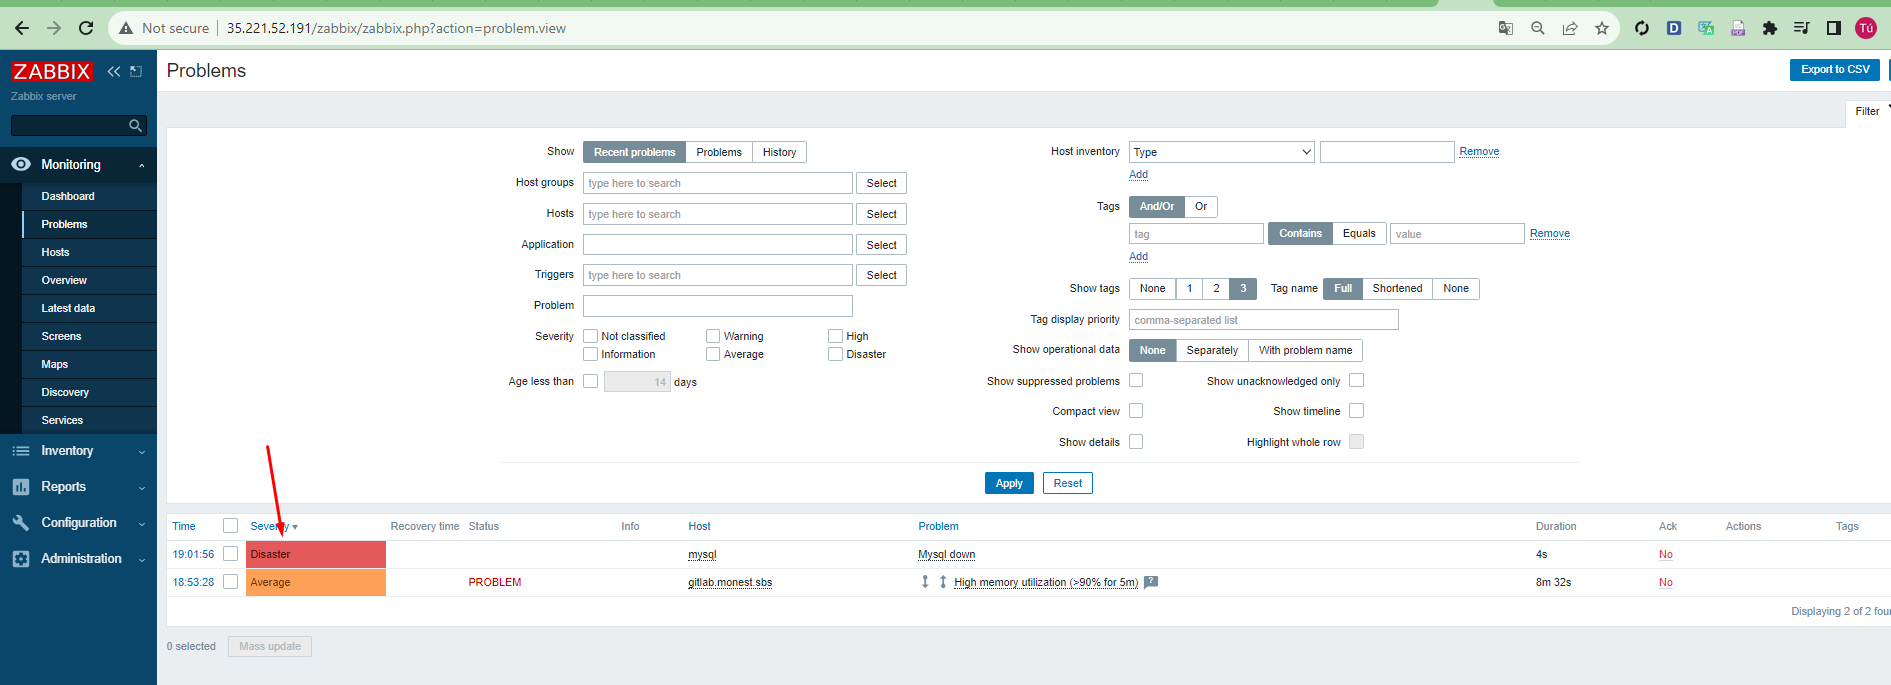 Not secure 35.221.52.191/zabbix/zabbix.php?action=problem.view
D
A
PDF
Tú
ZABBIX
Zabbix server
Monitoring
Dashboard
Problems
Hosts
Overview
Latest data
Screens
Maps
Discovery
Services
Inventory
Reports
Configuration
Administration
Problems
Export to CSV
Filter
Show Recent problems Problems History
Host groups type here to search Select
Hosts type here to search Select
Application Select
Triggers type here to search Select
Problem
Severity Not classified Warning High
Information Average Disaster
Age less than 14 days
Host inventory Type Remove
Add
Tags And/Or Or
tag Contains Equals value Remove
Add
Show tags None 1 2 3 Tag name Full Shortened None
Tag display priority comma-separated list
Show operational data None Separately With problem name
Show suppressed problems Show unacknowledged only
Compact view Show timeline
Show details Highlight whole row
Apply Reset
Time Severity Recovery time Status Info Host Problem Duration Ack Actions Tags
19:01:56 Disaster mysql Mysql down 4s No
18:53:28 Average PROBLEM gitlab.monest.sbs High memory utilization (>90% for 5m) ? 8m 32s No
Displaying 2 of 2 four
0 selected Mass update